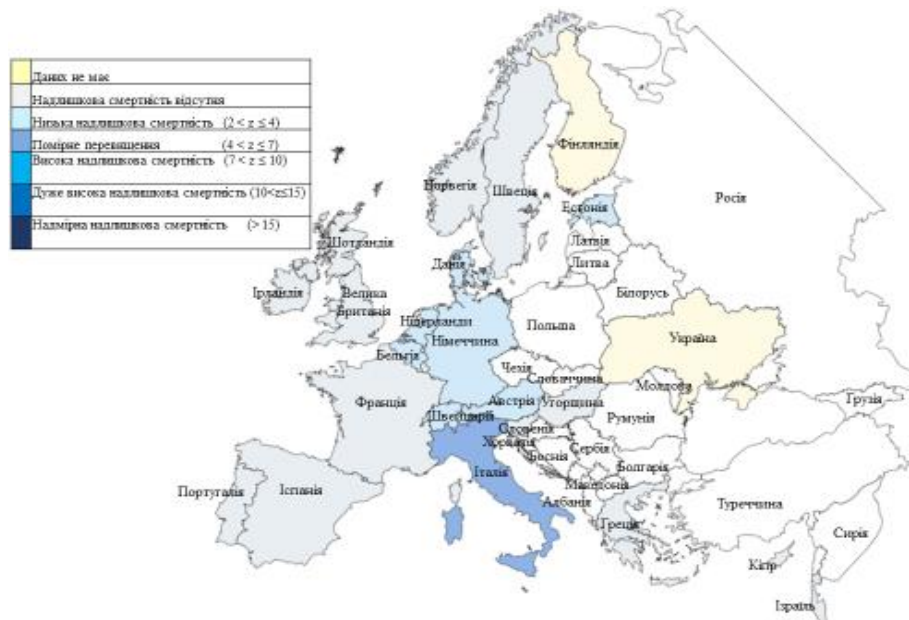 Даних не має
Надлишкова смертність відсутня
Низька надлишкова смертність (2 < z ≤ 4)
Помірне перевищення (4 < z ≤ 7)
Висока надлишкова смертність (7 < z ≤ 10)
Дуже висока надлишкова смертність (10<z≤15)
Надмірна надлишкова смертність (> 15)
Фінляндія
Росія
Норвегія
Швеція
Естонія
Шотландія
Латвія
Данія
Литва
Ірландія
Велика
Британія
Білорусь
Нідерланди
Польша
Україна
Німеччина
Бельгія
Чехія
Словаччина
Молдова
Франція
Австрія
Угорщина
Грузія
Швейцарія
Румунія
Словенія
Хорватія
Сербія
Боснія
Італія
Болгарія
Македонія
Португалія
Іспанія
Албанія
Туреччина
Греція
Сирія
Кіпр
Ізраїль